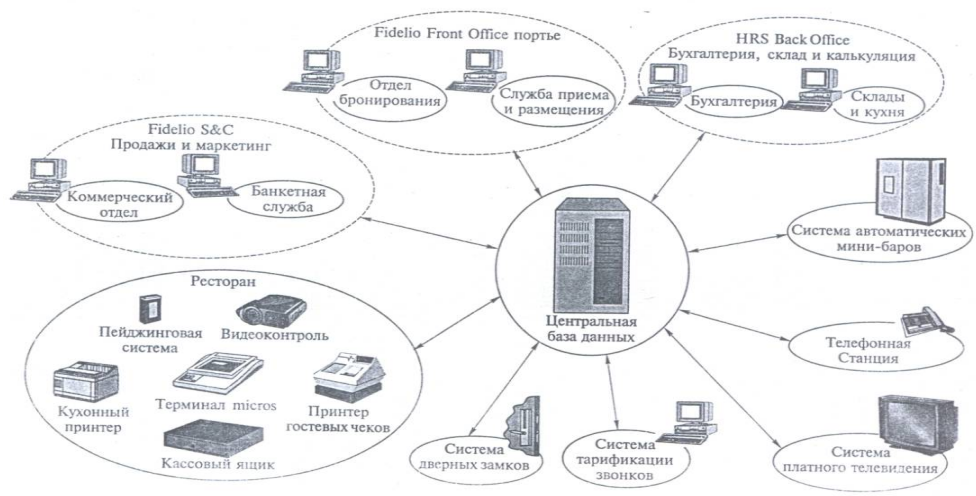 Fidelio Front Office портье
Отдел
бронирования
Служба приема
и размещения
HRS Back Office
Бухгалтерия, склад и калькуляция
Бухгалтерия
Склады
и кухня
Fidelio S&C
Продажи и маркетинг
Коммерческий
отдел
Банкетная
служба
Система автоматических
мини-баров
Центральная
база данных
Телефонная
Станция
Ресторан
Пейджинговая
система
Видеоконтроль
Кухонный
принтер
Терминал micros
Принтер
гостевых чеков
Кассовый ящик
Система
дверных замков
Система
тарификации
звонков
Система
платного телевидения